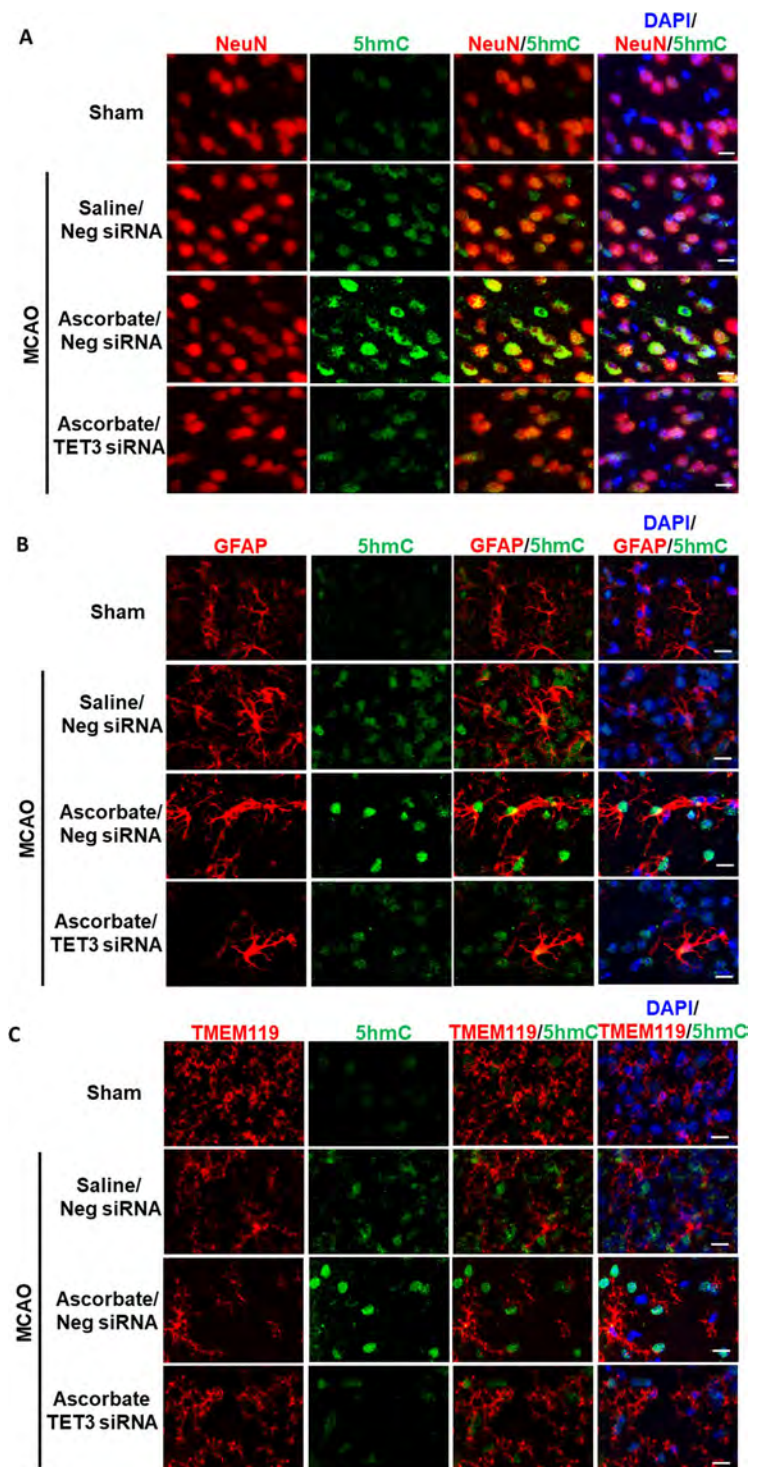 A
NeuN 5hmC NeuN/5hmC DAPI/
NeuN/5hmC
Sham
MCAO
Saline/
Neg siRNA
Ascorbate/
Neg siRNA
Ascorbate/
TET3 siRNA
B
GFAP 5hmC GFAP/5hmC DAPI/
GFAP/5hmC
Sham
MCAO
Saline/
Neg siRNA
Ascorbate/
Neg siRNA
Ascorbate/
TET3 siRNA
C
TMEM119 5hmC TMEM119/5hmC DAPI/
TMEM119/5hmC
Sham
MCAO
Saline/
Neg siRNA
Ascorbate/
Neg siRNA
Ascorbate
TET3 siRNA